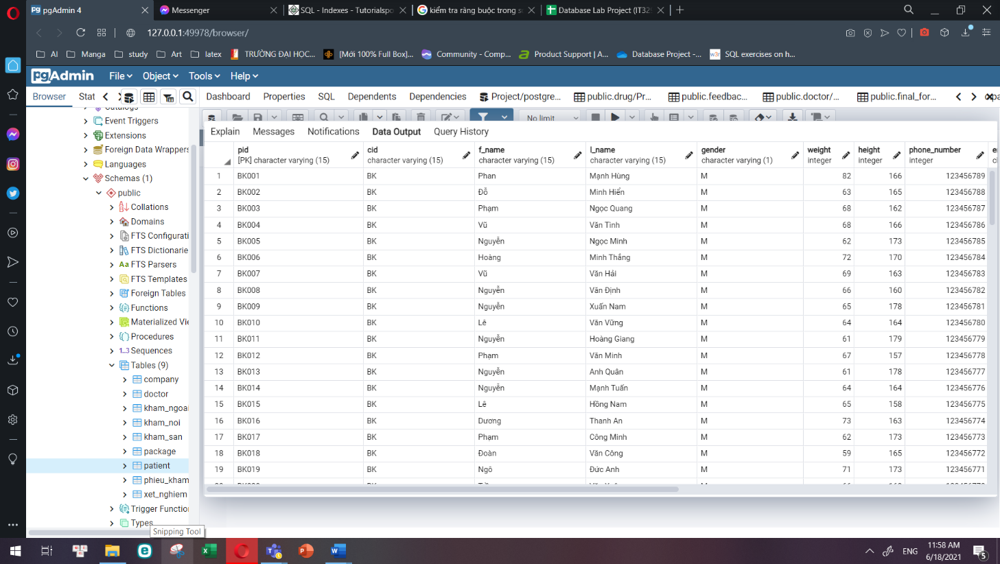 pgAdmin 4
Messenger
SQL - Indexes - Tutorialspo
kiểm tra ràng buộc trong s
Database Lab Project (IT32
127.0.0.1:49978/browser/
AI
Manga
study
Art
latex
TRƯỜNG ĐẠI HỌC...
[Mới 100% Full Box]...
Community - Comp...
Product Support | A...
Database Project -...
SQL exercises on h...
pgAdmin
File
Object
Tools
Help
Browser
Stat
Dashboard
Properties
SQL
Dependents
Dependencies
Project/postgre...
public.drug/Pr...
public.feedbac...
public.doctor/...
public.final_for...
No limit
Catalogs
Event Triggers
Extensions
Foreign Data Wrappers
Languages
Schemas (1)
public
Collations
Domains
FTS Configurati
FTS Dictionarie
FTS Parsers
FTS Templates
Foreign Tables
Functions
Materialized Vie
Procedures
Sequences
Tables (9)
company
doctor
kham_ngoai
kham_noi
kham_san
package
patient
phieu_kham
xet_nghiem
Trigger Function
Types
Snipping Tool
Explain
Messages
Notifications
Data Output
Query History
pid
[PK] character varying (15)
cid
character varying (15)
f_name
character varying (15)
l_name
character varying (15)
gender
character varying (1)
weight
integer
height
integer
phone_number
integer
1 BK001 BK Phan Mạnh Hùng M 82 166 123456789
2 BK002 BK Đỗ Minh Hiển M 63 165 123456788
3 BK003 BK Phạm Ngọc Quang M 68 162 123456787
4 BK004 BK Vũ Văn Tình M 68 166 123456786
5 BK005 BK Nguyễn Ngọc Minh M 62 173 123456785
6 BK006 BK Hoàng Minh Thắng M 72 170 123456784
7 BK007 BK Vũ Văn Hải M 69 163 123456783
8 BK008 BK Nguyễn Văn Định M 66 160 123456782
9 BK009 BK Nguyễn Xuấn Nam M 65 178 123456781
10 BK010 BK Lê Văn Vững M 64 164 123456780
11 BK011 BK Nguyễn Hoàng Giang M 61 179 123456779
12 BK012 BK Phạm Văn Minh M 67 157 123456778
13 BK013 BK Nguyễn Anh Quân M 61 178 123456777
14 BK014 BK Nguyễn Mạnh Tuấn M 64 164 123456776
15 BK015 BK Lê Hồng Nam M 65 158 123456775
16 BK016 BK Dương Thanh An M 73 163 123456774
17 BK017 BK Phạm Công Minh M 62 173 123456773
18 BK018 BK Đoàn Văn Công M 59 165 123456772
19 BK019 BK Ngô Đức Anh M 71 173 123456771
ENG
11:58 AM
6/18/2021
5